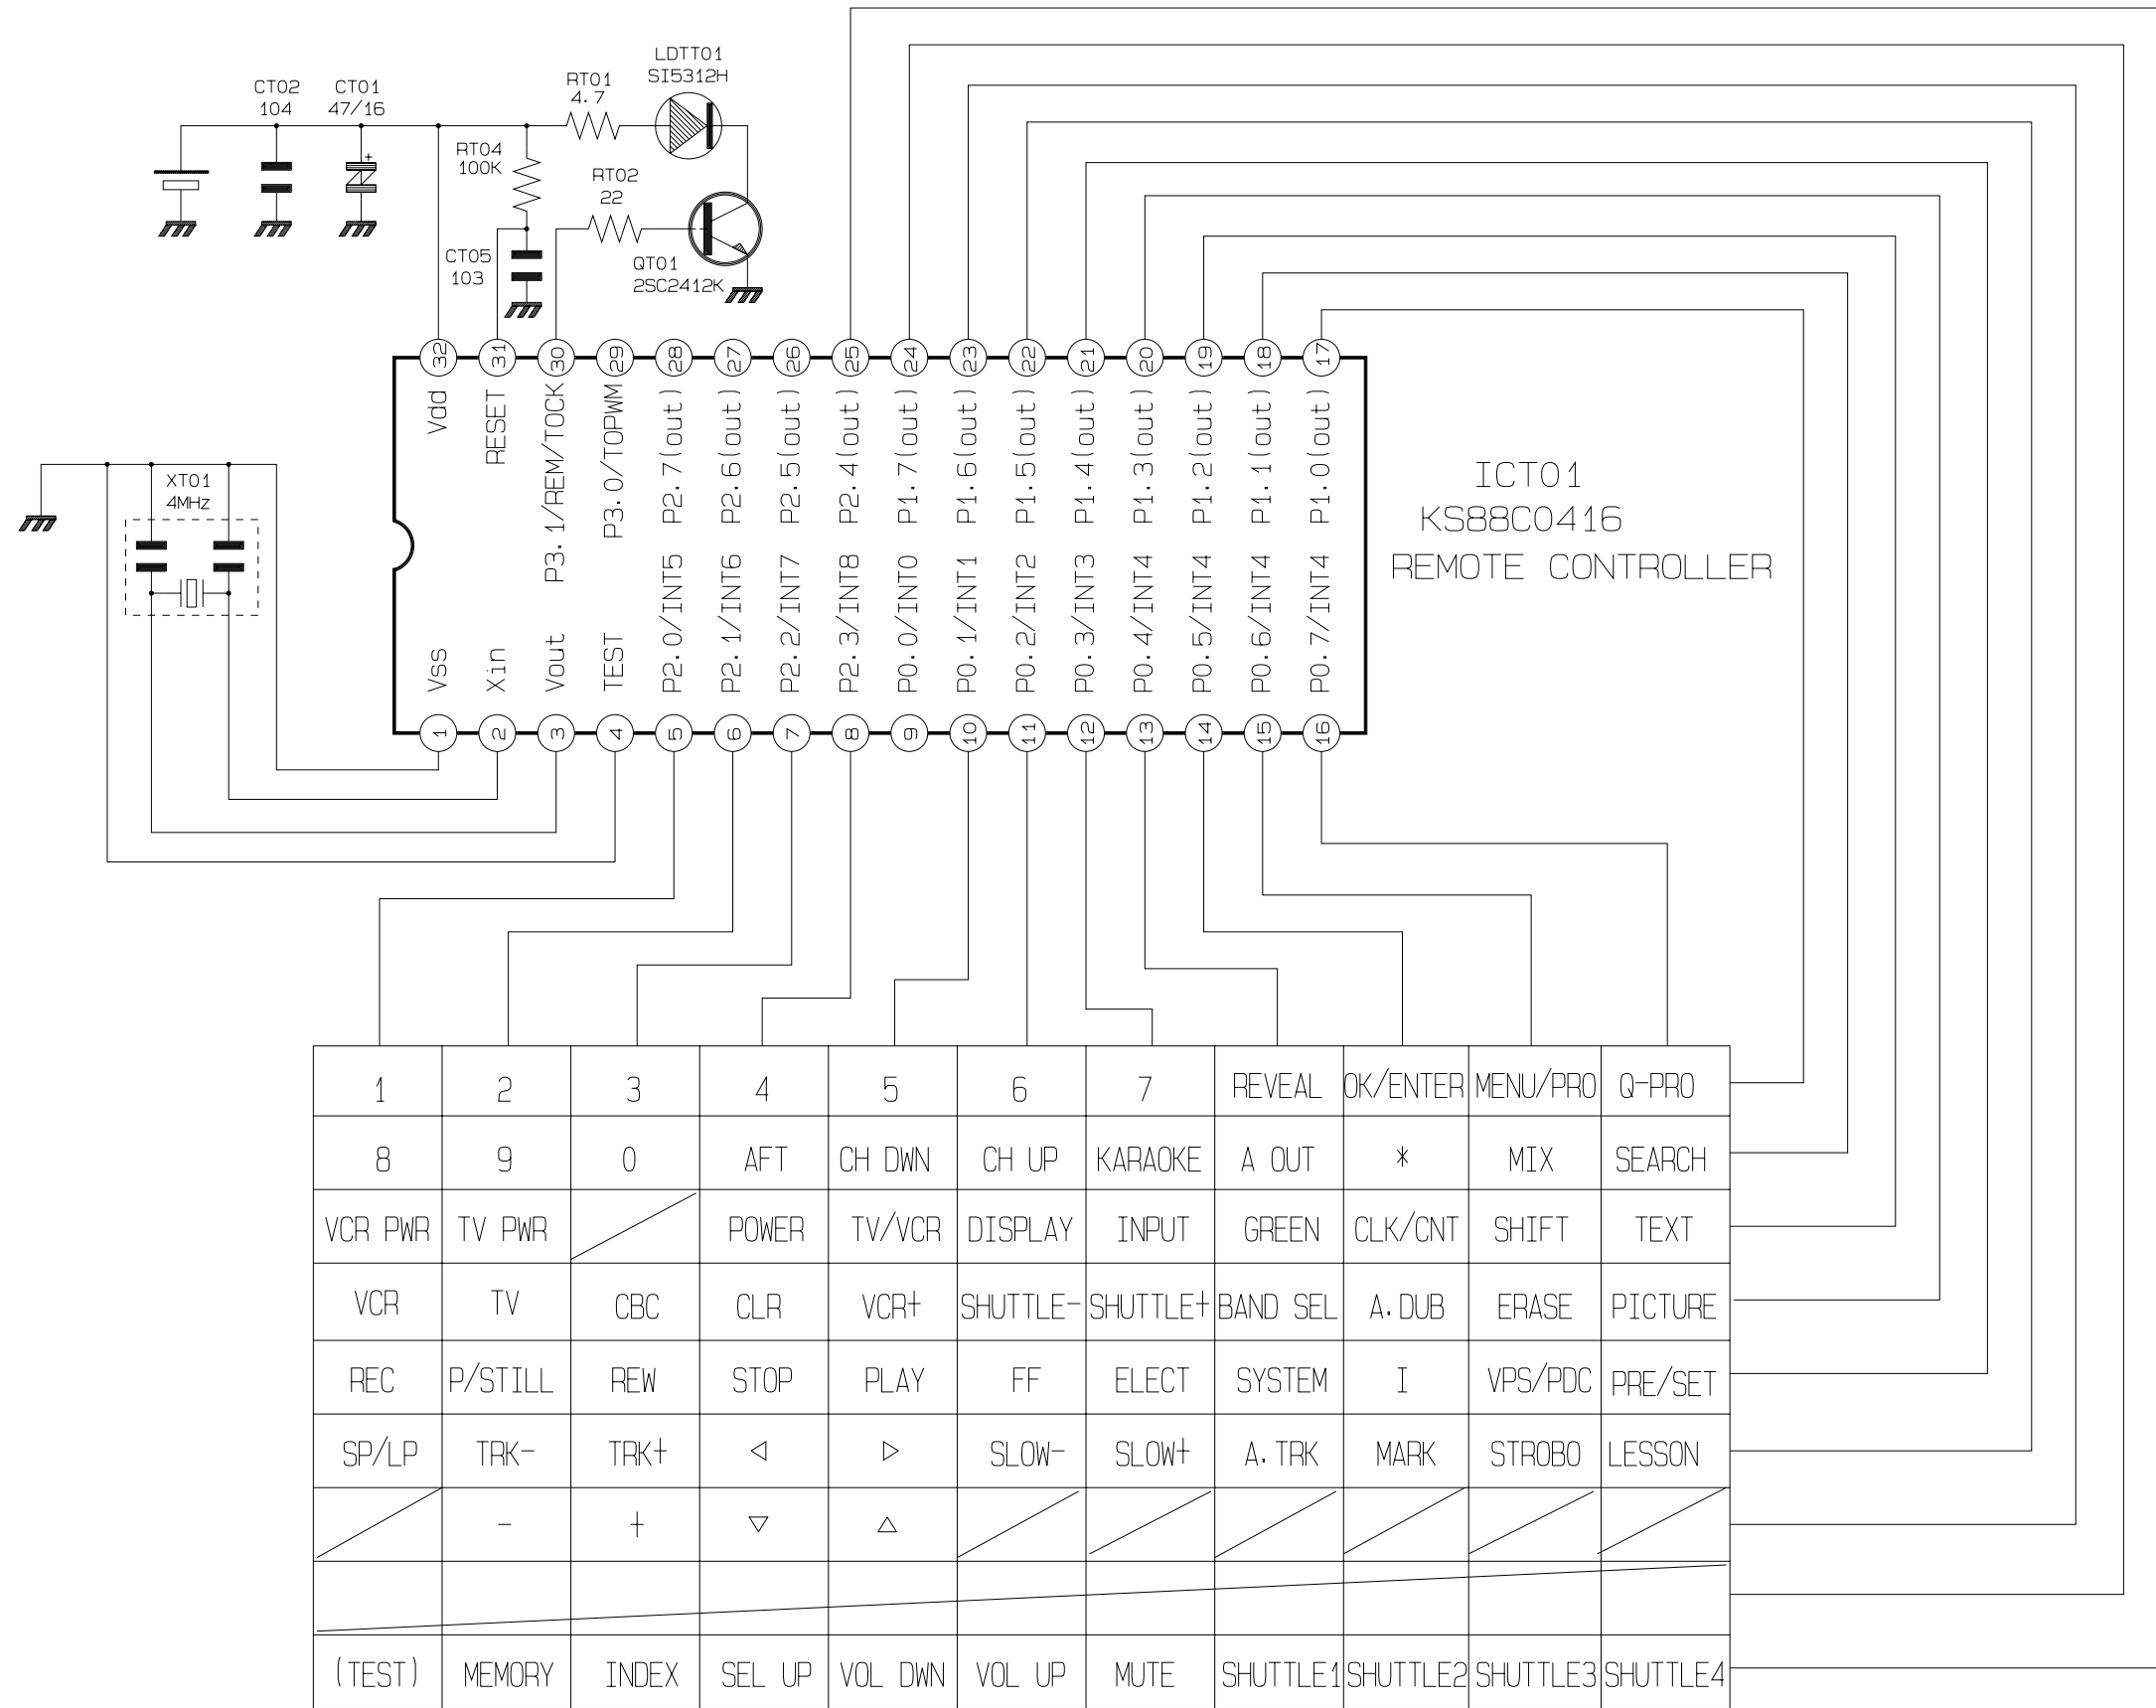 LDTT01
SI5312H
RT01
4.7
CT02
104
CT01
47/16
RT04
100K
RT02
22
CT05
103
QT01
2SC2412K
32 31 30 29 28 27 26 25 24 23 22 21 20 19 18 17
Vdd
RESET
P3.1/REM/TOCK
P3.0/TOPWM
P2.7(out)
P2.6(out)
P2.5(out)
P2.4(out)
P1.7(out)
P1.6(out)
P1.5(out)
P1.4(out)
P1.3(out)
P1.2(out)
P1.1(out)
P1.0(out)
XT01
4MHz
ICT01
KS88C0416
REMOTE CONTROLLER
Vss
Xin
Vout
TEST
P2.0/INT5
P2.1/INT6
P2.2/INT7
P2.3/INT8
P0.0/INT0
P0.1/INT1
P0.2/INT2
P0.3/INT3
P0.4/INT4
P0.5/INT4
P0.6/INT4
P0.7/INT4
1 2 3 4 5 6 7 8 9 10 11 12 13 14 15 16
1 2 3 4 5 6 7 REVEAL OK/ENTER MENU/PRO Q-PRO
8 9 0 AFT CH DWN CH UP KARAOKE A OUT * MIX SEARCH
VCR PWR TV PWR POWER TV/VCR DISPLAY INPUT GREEN CLK/CNT SHIFT TEXT
VCR TV CBC CLR VCR+ SHUTTLE- SHUTTLE+ BAND SEL A.DUB ERASE PICTURE
REC P/STILL REW STOP PLAY FF ELECT SYSTEM I VPS/PDC PRE/SET
SP/LP TRK- TRK+ ◁ ▷ SLOW- SLOW+ A.TRK MARK STROBO LESSON
- + ▽ △
(TEST) MEMORY INDEX SEL UP VOL DWN VOL UP MUTE SHUTTLE1 SHUTTLE2 SHUTTLE3 SHUTTLE4